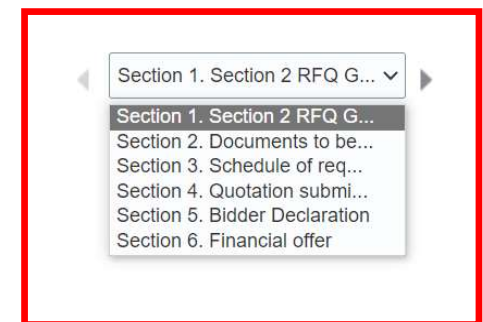 Section 1. Section 2 RFQ G...
Section 1. Section 2 RFQ G...
Section 2. Documents to be...
Section 3. Schedule of req...
Section 4. Quotation submi...
Section 5. Bidder Declaration
Section 6. Financial offer